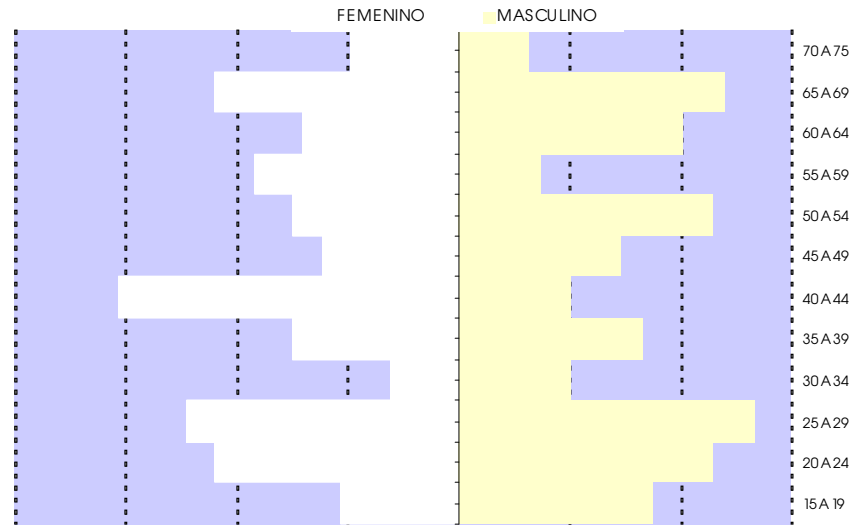 FEMENINO MASCULINO
70 A 75
65 A 69
60 A 64
55 A 59
50 A 54
45 A 49
40 A 44
35 A 39
30 A 34
25 A 29
20 A 24
15 A 19